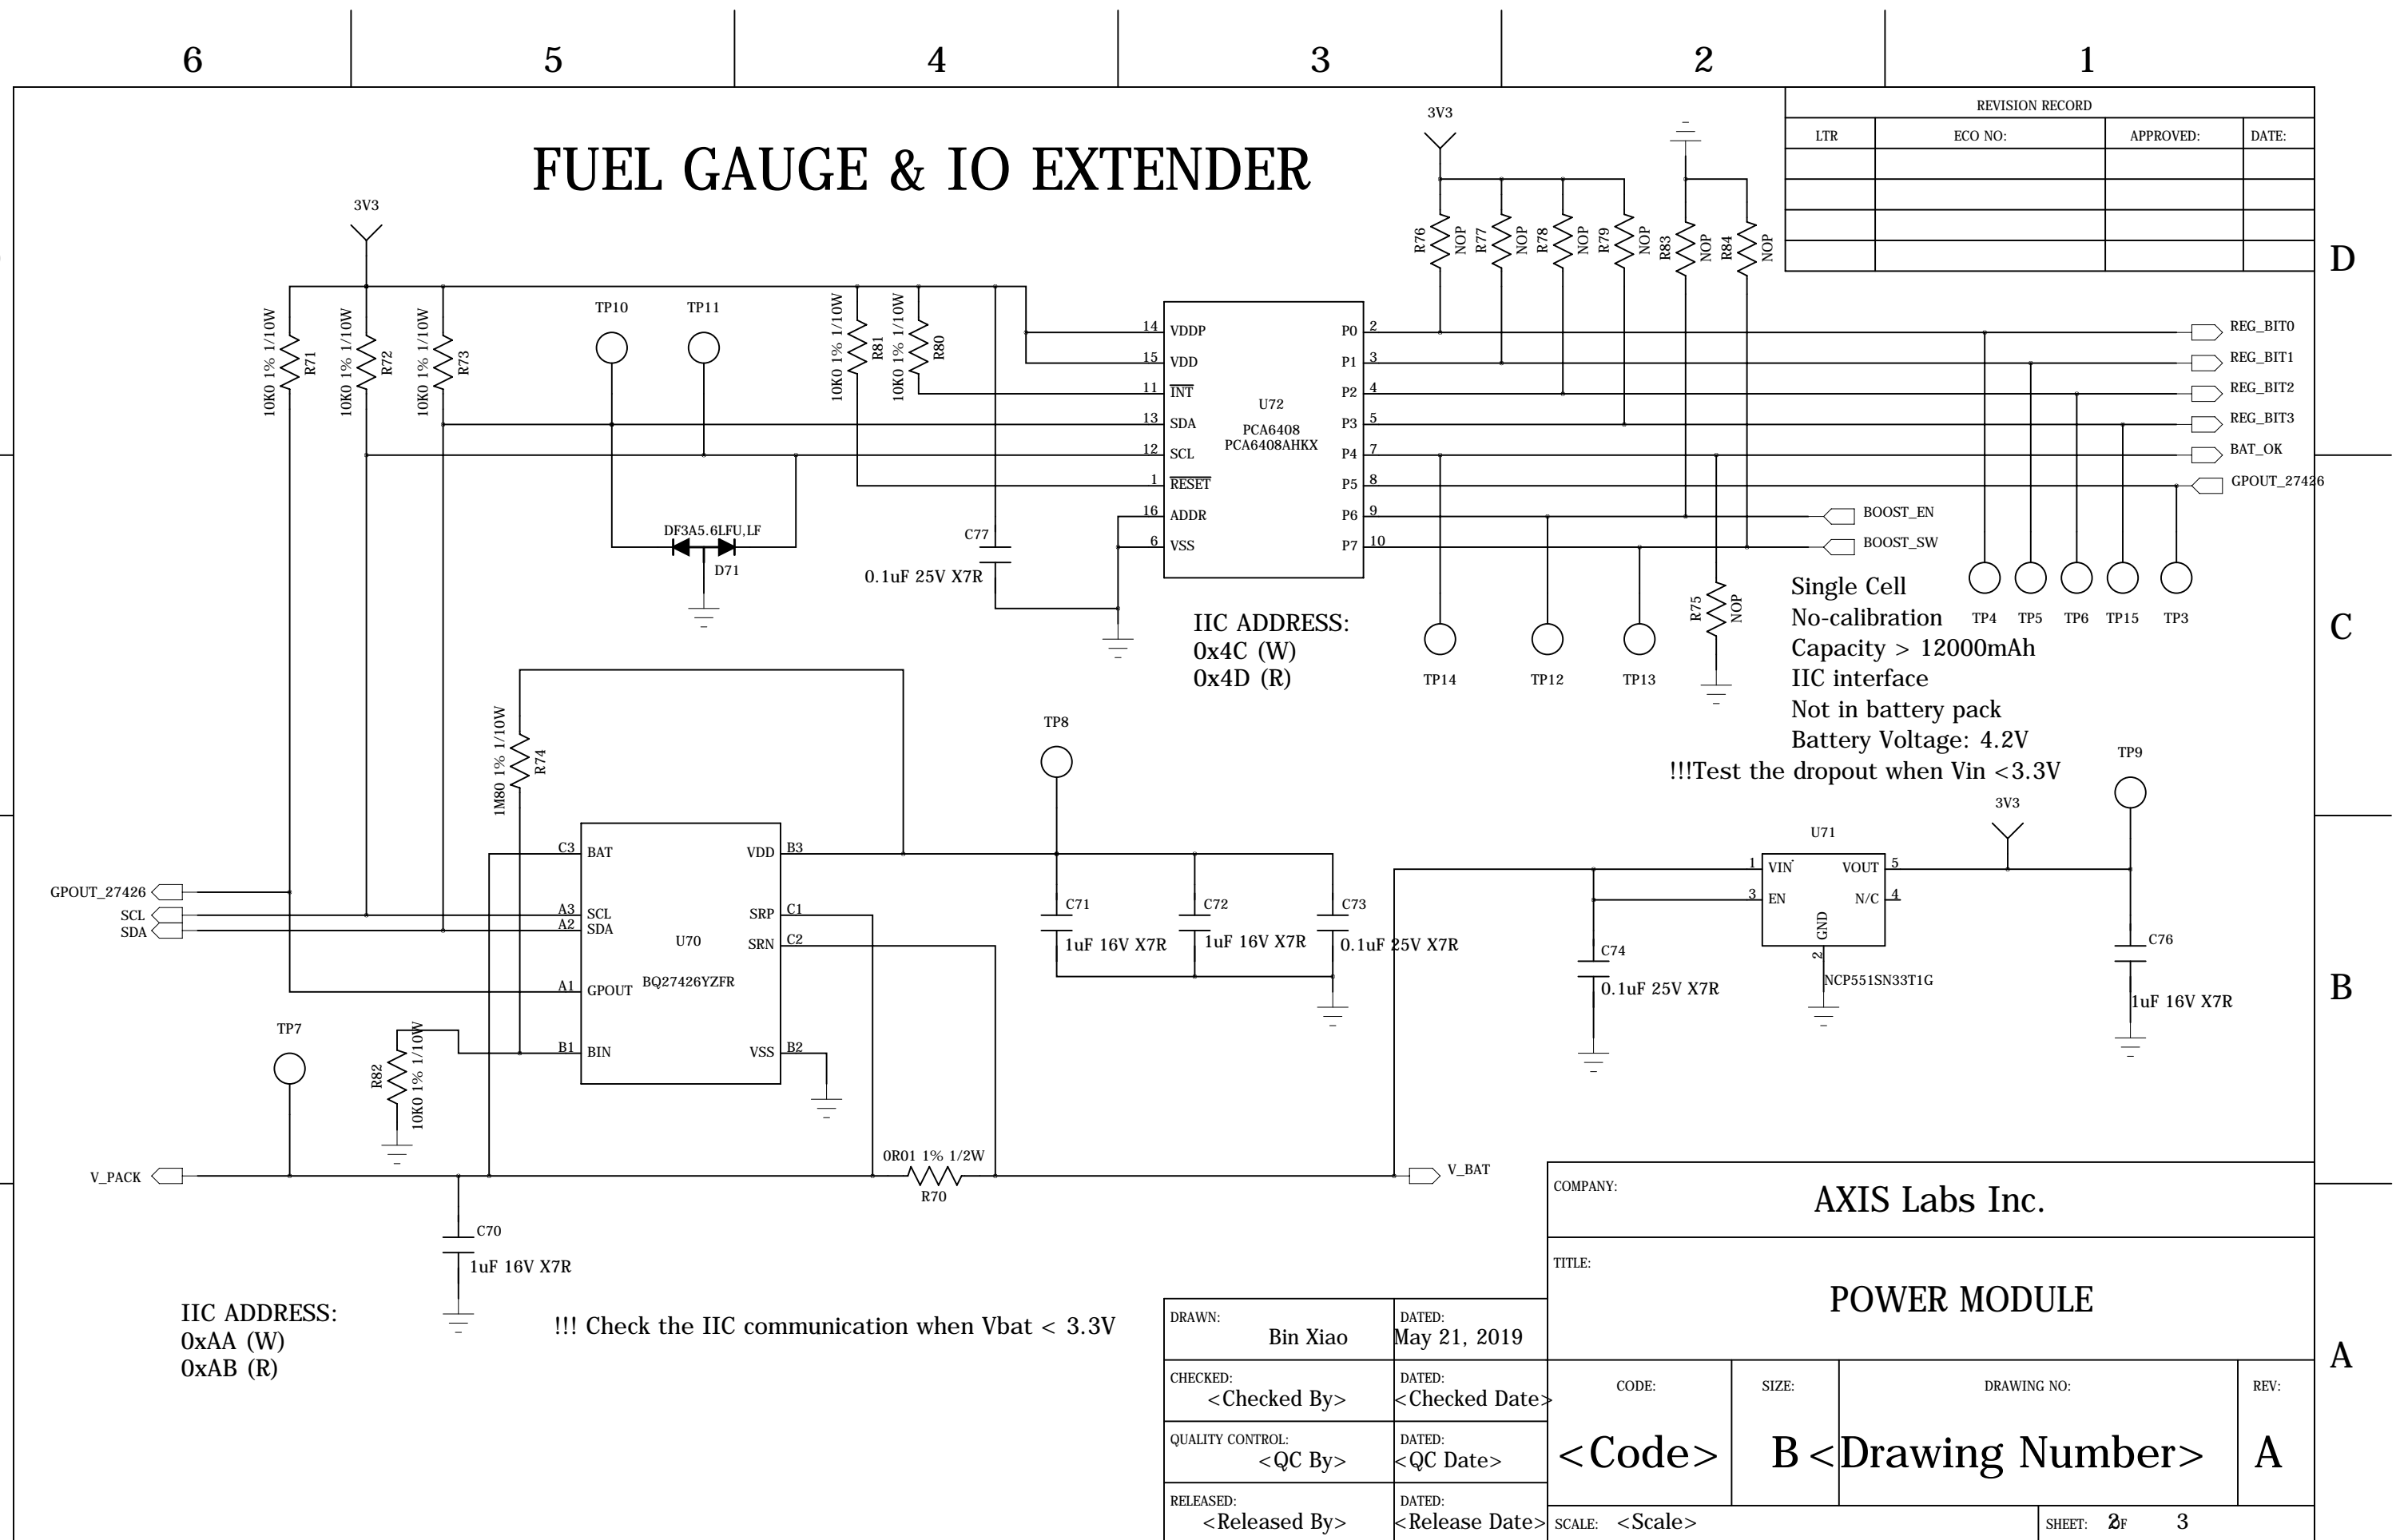 6 5 4 3 2 1
REVISION RECORD
LTR ECO NO: APPROVED: DATE:
FUEL GAUGE & IO EXTENDER
3V3
3V3
D
R76 NOP R77 NOP R78 NOP R79 NOP R83 NOP R84 NOP
10K0 1% 1/10W R71
10K0 1% 1/10W R72
10K0 1% 1/10W R73
TP10 TP11
10K0 1% 1/10W R81
10K0 1% 1/10W R80
14 VDDP P0 2 REG_BIT0
15 VDD P1 3 REG_BIT1
11 INT P2 4 REG_BIT2
13 SDA P3 5 REG_BIT3
12 SCL P4 7 BAT_OK
1 RESET P5 8 GPOUT_27426
16 ADDR P6 9 BOOST_EN
6 VSS P7 10 BOOST_SW
U72
PCA6408
PCA6408AHKX
DF3A5.6LFU,LF
D71
C77
0.1uF 25V X7R
IIC ADDRESS:
0x4C (W)
0x4D (R)
TP14 TP12 TP13
R75 NOP
TP4 TP5 TP6 TP15 TP3
C
Single Cell
No-calibration
Capacity > 12000mAh
IIC interface
Not in battery pack
Battery Voltage: 4.2V
!!!Test the dropout when Vin <3.3V
1M80 1% 1/10W R74
TP8
TP9
3V3
U71
1 VIN VOUT 5
3 EN N/C 4
GND
2
NCP551SN33T1G
C74
0.1uF 25V X7R
C76
1uF 16V X7R
B
C3 BAT VDD B3
GPOUT_27426
SCL A3 SCL SRP C1
SDA A2 SDA SRN C2
U70
BQ27426YZFR
A1 GPOUT
B1 BIN VSS B2
C71
1uF 16V X7R
C72
1uF 16V X7R
C73
0.1uF 25V X7R
TP7
R82 10K0 1% 1/10W
V_PACK
0R01 1% 1/2W
R70
V_BAT
C70
1uF 16V X7R
IIC ADDRESS:
0xAA (W)
0xAB (R)
!!! Check the IIC communication when Vbat < 3.3V
A
COMPANY:
AXIS Labs Inc.
TITLE:
POWER MODULE
DRAWN: DATED:
Bin Xiao May 21, 2019
CHECKED: DATED:
<Checked By> <Checked Date>
QUALITY CONTROL: DATED:
<QC By> <QC Date>
RELEASED: DATED:
<Released By> <Release Date>
CODE: SIZE: DRAWING NO: REV:
<Code> B <Drawing Number> A
SCALE: <Scale> SHEET: 2 OF 3